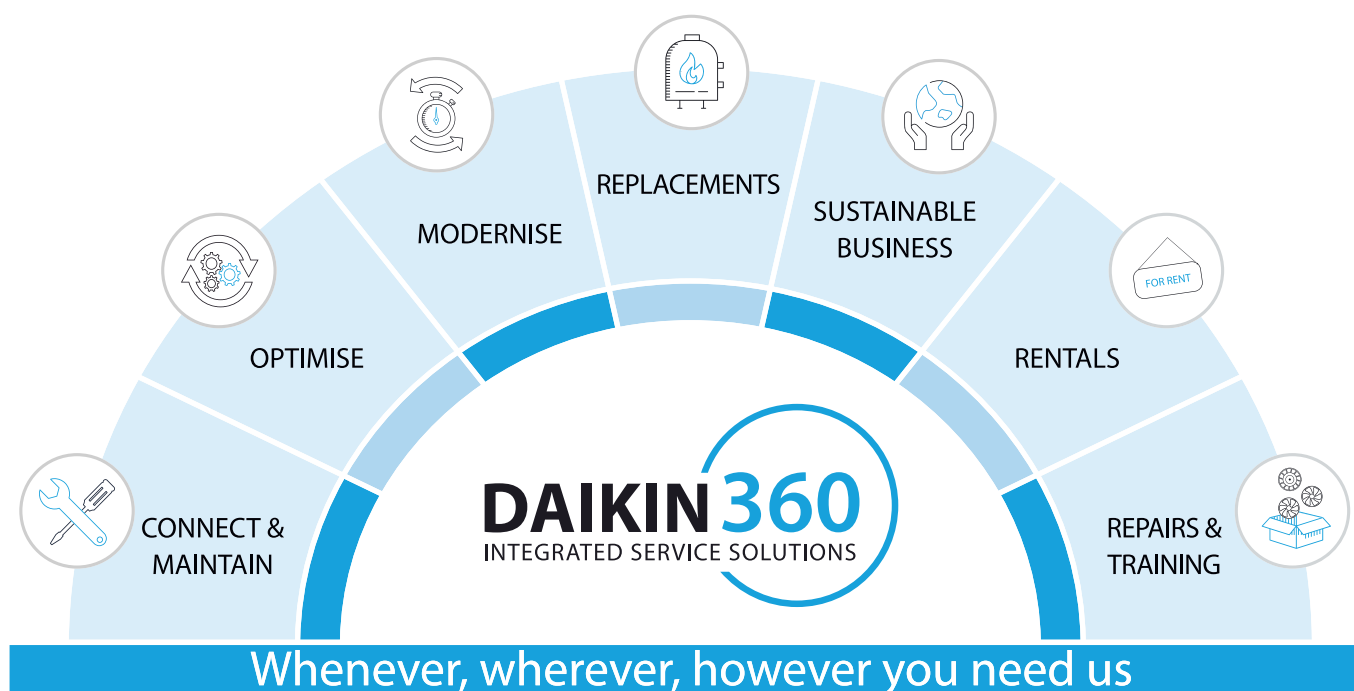 REPLACEMENTS
SUSTAINABLE
BUSINESS
MODERNISE
FOR RENT
OPTIMISE
RENTALS
CONNECT &
MAINTAIN
DAIKIN 360
INTEGRATED SERVICE SOLUTIONS
REPAIRS &
TRAINING
Whenever, wherever, however you need us